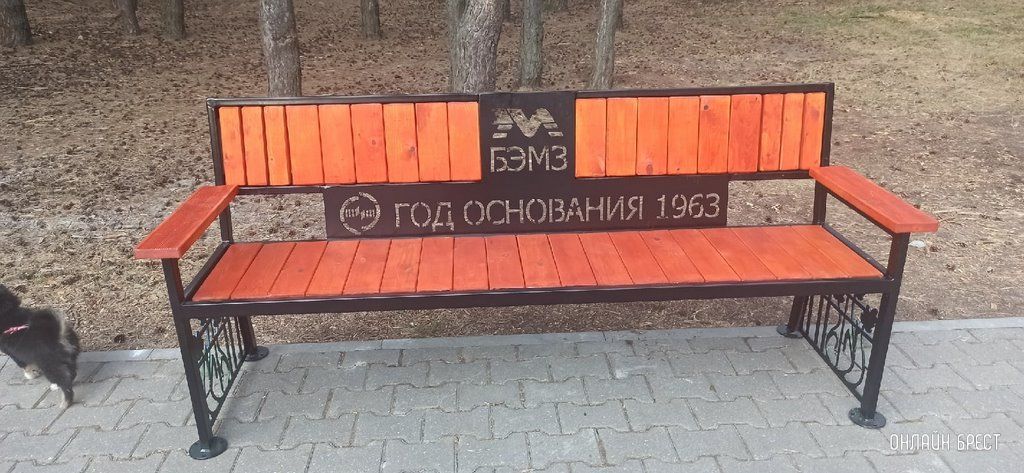 БЭМЗ
ГОД ОСНОВАНИЯ 1963
ОНЛАЙН БРЕСТ